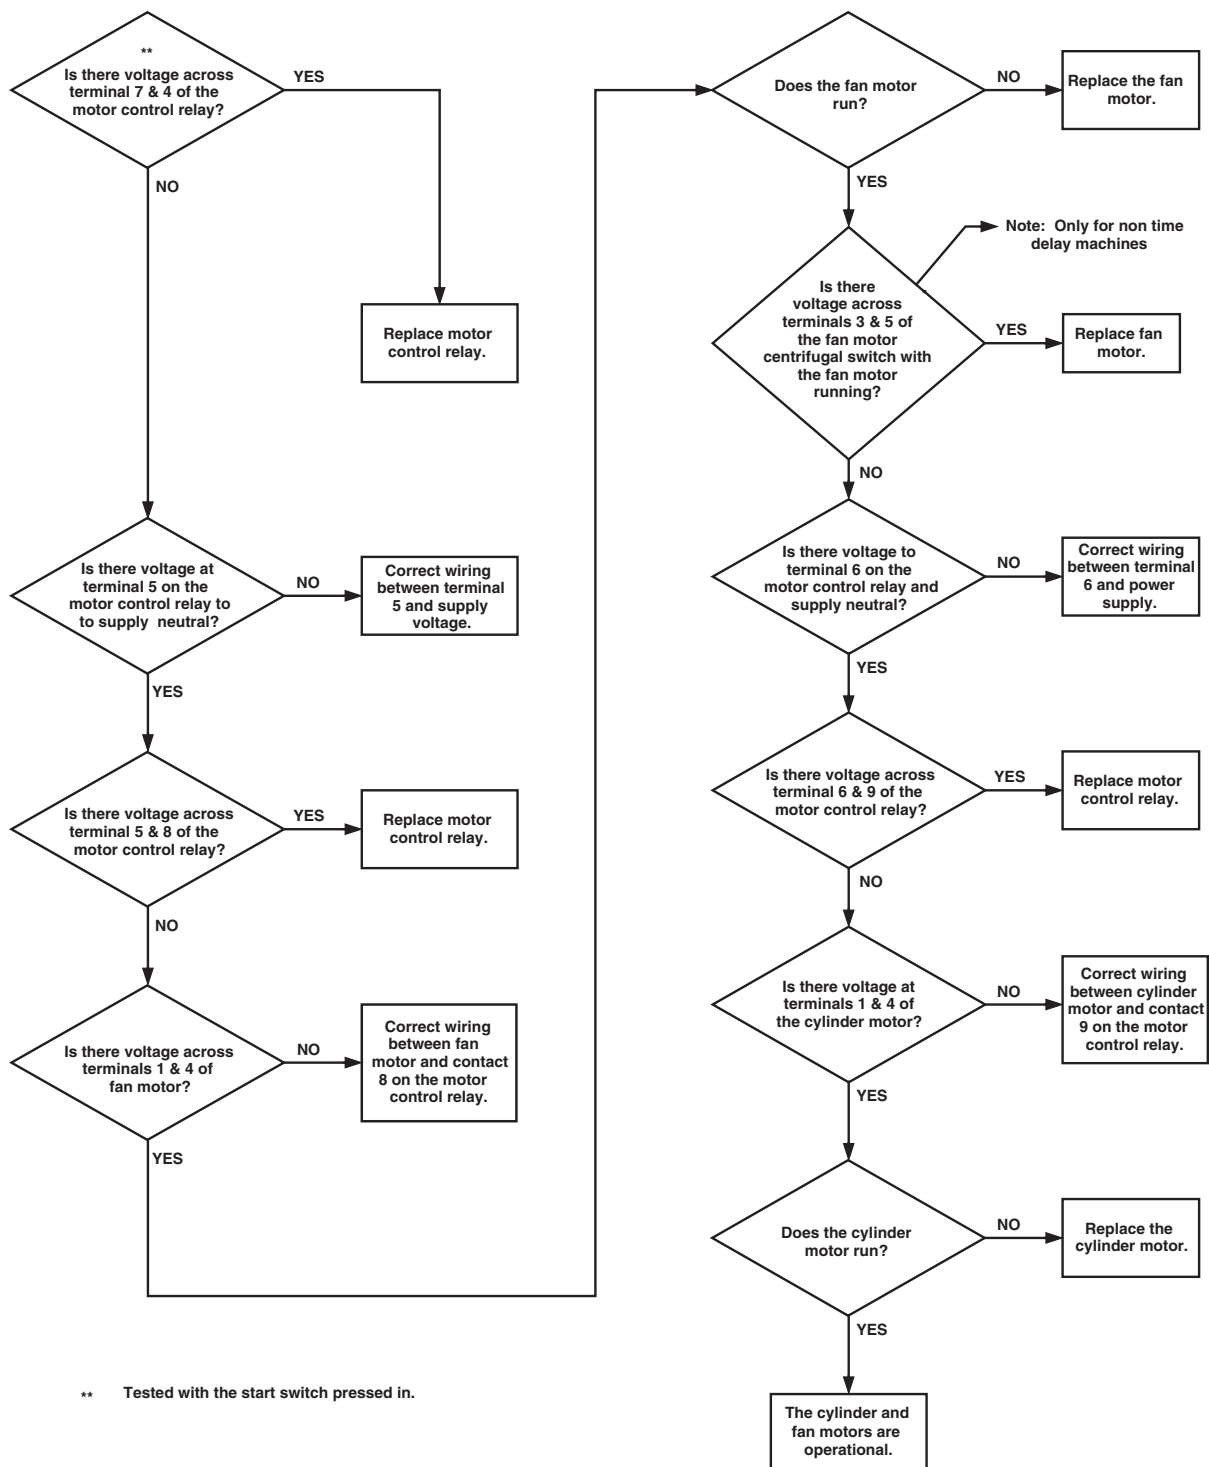 **
Is there voltage across
terminal 7 & 4 of the
motor control relay?
YES
NO
Replace motor
control relay.
Is there voltage at
terminal 5 on the
motor control relay to
to supply neutral?
NO
Correct wiring
between terminal
5 and supply
voltage.
YES
Is there voltage across
terminal 5 & 8 of the
motor control relay?
YES
Replace motor
control relay.
NO
Is there voltage across
terminals 1 & 4 of
fan motor?
NO
Correct wiring
between fan
motor and contact
8 on the motor
control relay.
YES
** Tested with the start switch pressed in.
Does the fan motor
run?
NO
Replace the fan
motor.
YES
Note: Only for non time
delay machines
Is there
voltage across
terminals 3 & 5 of
the fan motor
centrifugal switch with
the fan motor
running?
YES
Replace fan
motor.
NO
Is there voltage to
terminal 6 on the
motor control relay and
supply neutral?
NO
Correct wiring
between terminal
6 and power
supply.
YES
Is there voltage across
terminal 6 & 9 of the
motor control relay?
YES
Replace motor
control relay.
NO
Is there voltage at
terminals 1 & 4 of
the cylinder motor?
NO
Correct wiring
between cylinder
motor and contact
9 on the motor
control relay.
YES
Does the cylinder
motor run?
NO
Replace the
cylinder motor.
YES
The cylinder and
fan motors are
operational.